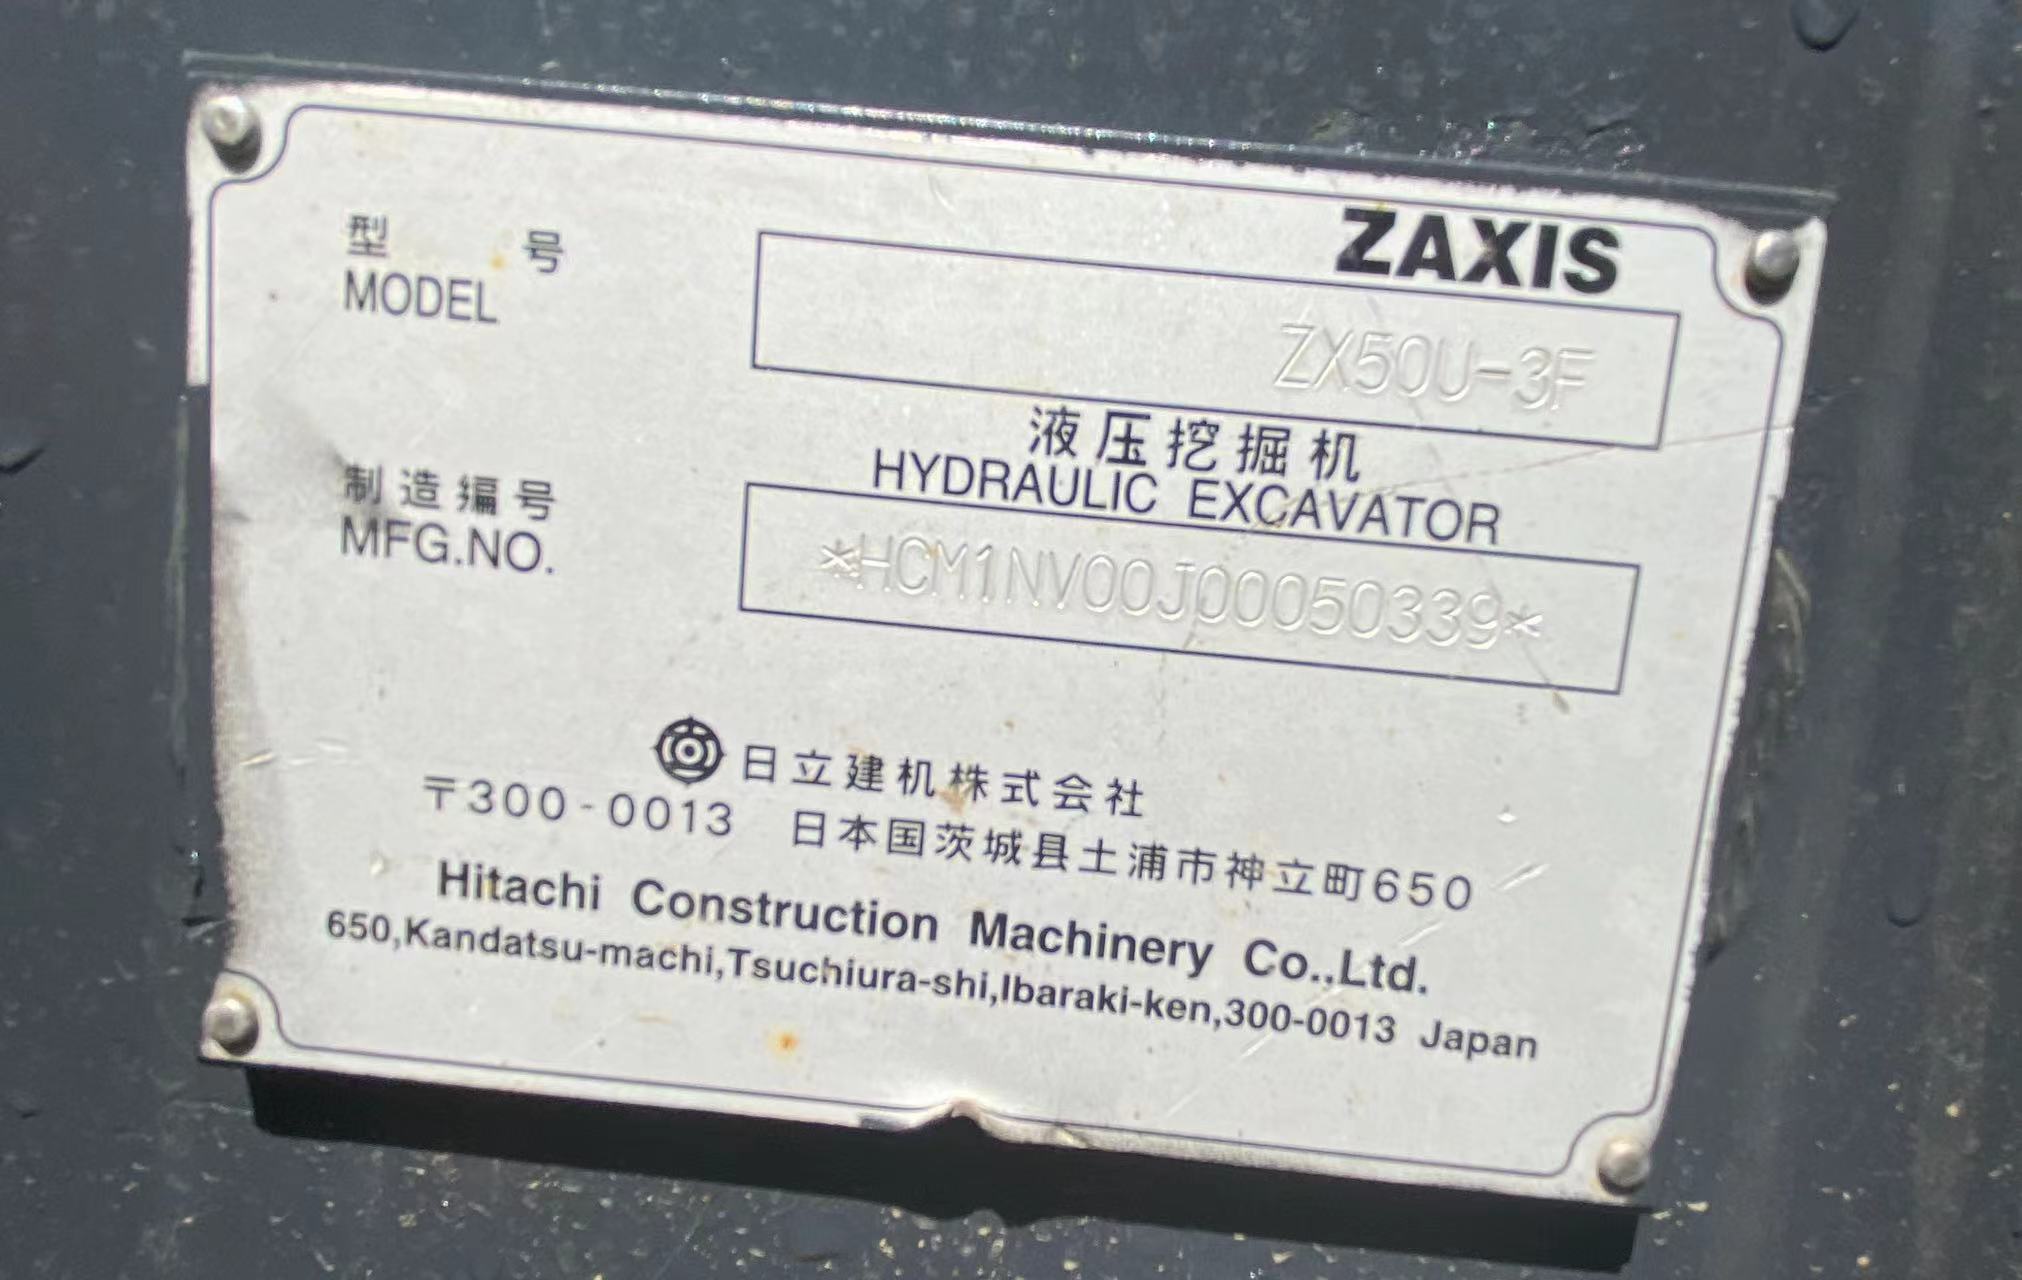 ZAXIS
型 号
MODEL
ZX50U-3F
液压挖掘机
HYDRAULIC EXCAVATOR
制造编号
MFG.NO.
*HCM1NV00J00050339*
日立建机株式会社
〒300-0013 日本国茨城县土浦市神立町650
Hitachi Construction Machinery Co.,Ltd.
650,Kandatsu-machi,Tsuchiura-shi,Ibaraki-ken,300-0013 Japan